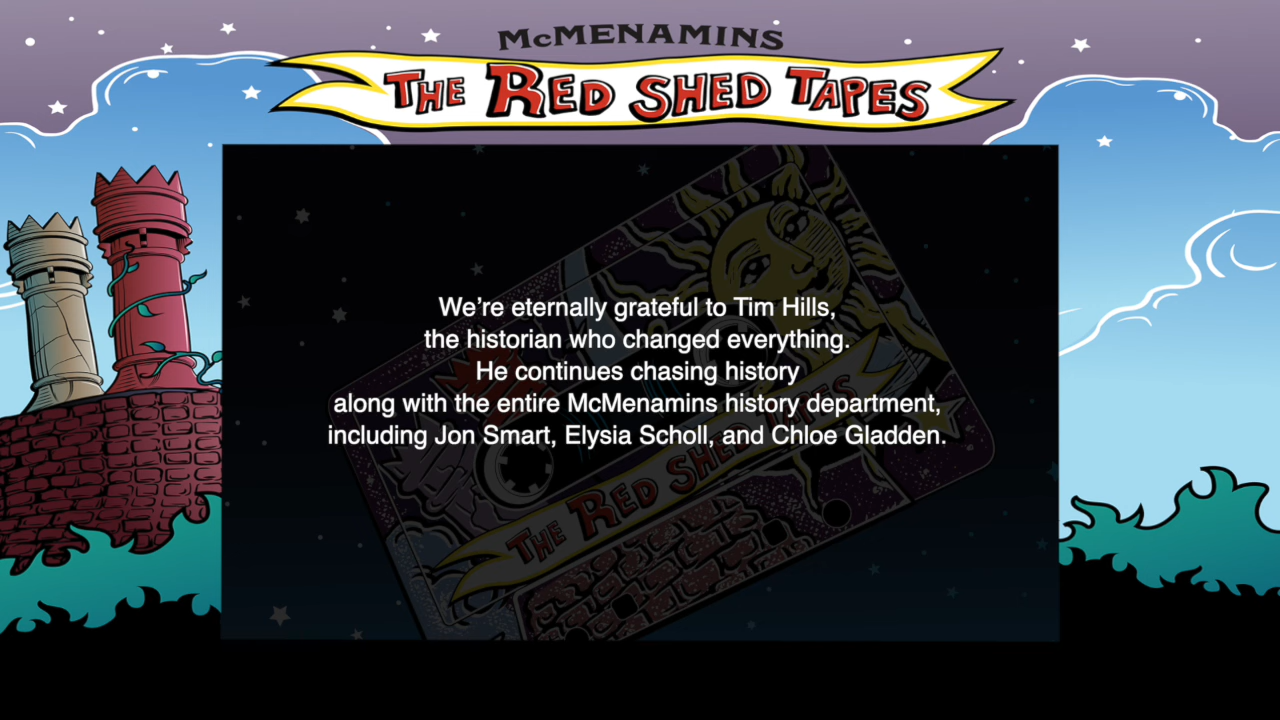 McMENAMINS
THE RED SHED TAPES
We’re eternally grateful to Tim Hills,
the historian who changed everything.
He continues chasing history
along with the entire McMenamins history department,
including Jon Smart, Elysia Scholl, and Chloe Gladden.
THE RED SHED TAPES